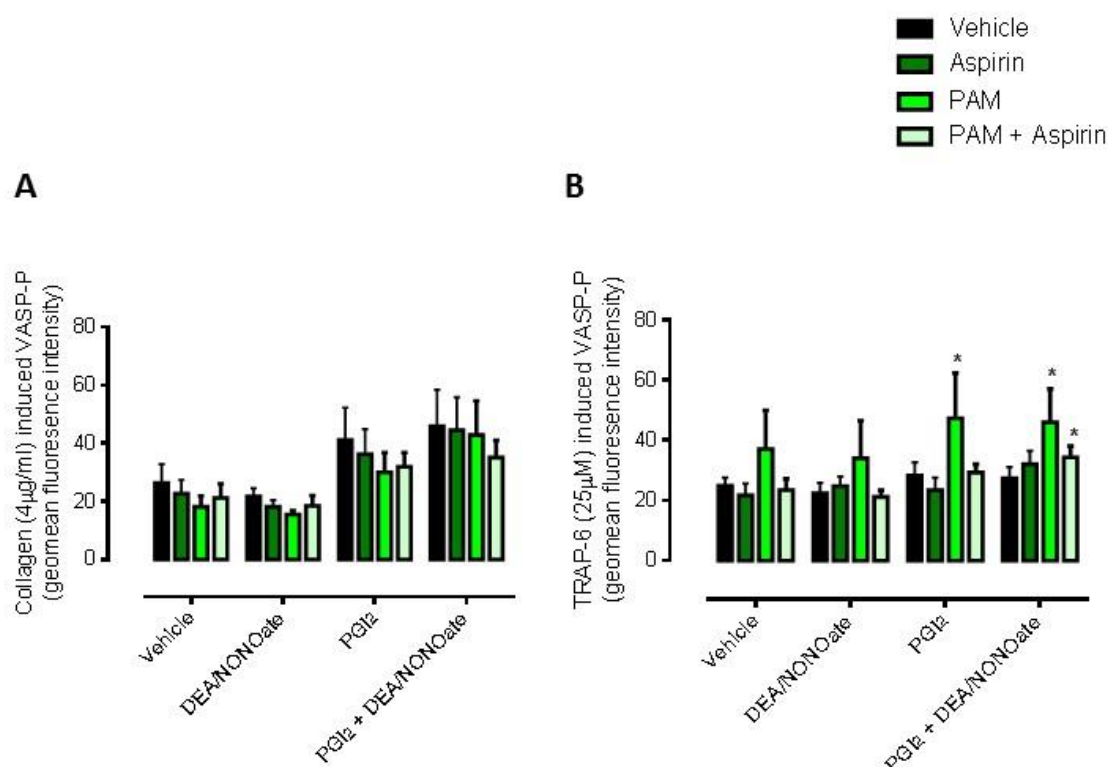 Vehicle
Aspirin
PAM
PAM + Aspirin
A
B
Collagen (4µg/ml) induced VASP-P
(geomean fluoresence intensity)
80
60
40
20
0
Vehicle
DEA/NONOate
PGI₂
PGI₂ + DEA/NONOate
TRAP-6 (25µM) induced VASP-P
(geomean fluoresence intensity)
80
60
40
20
0
*
*
*
Vehicle
DEA/NONOate
PGI₂
PGI₂ + DEA/NONOate